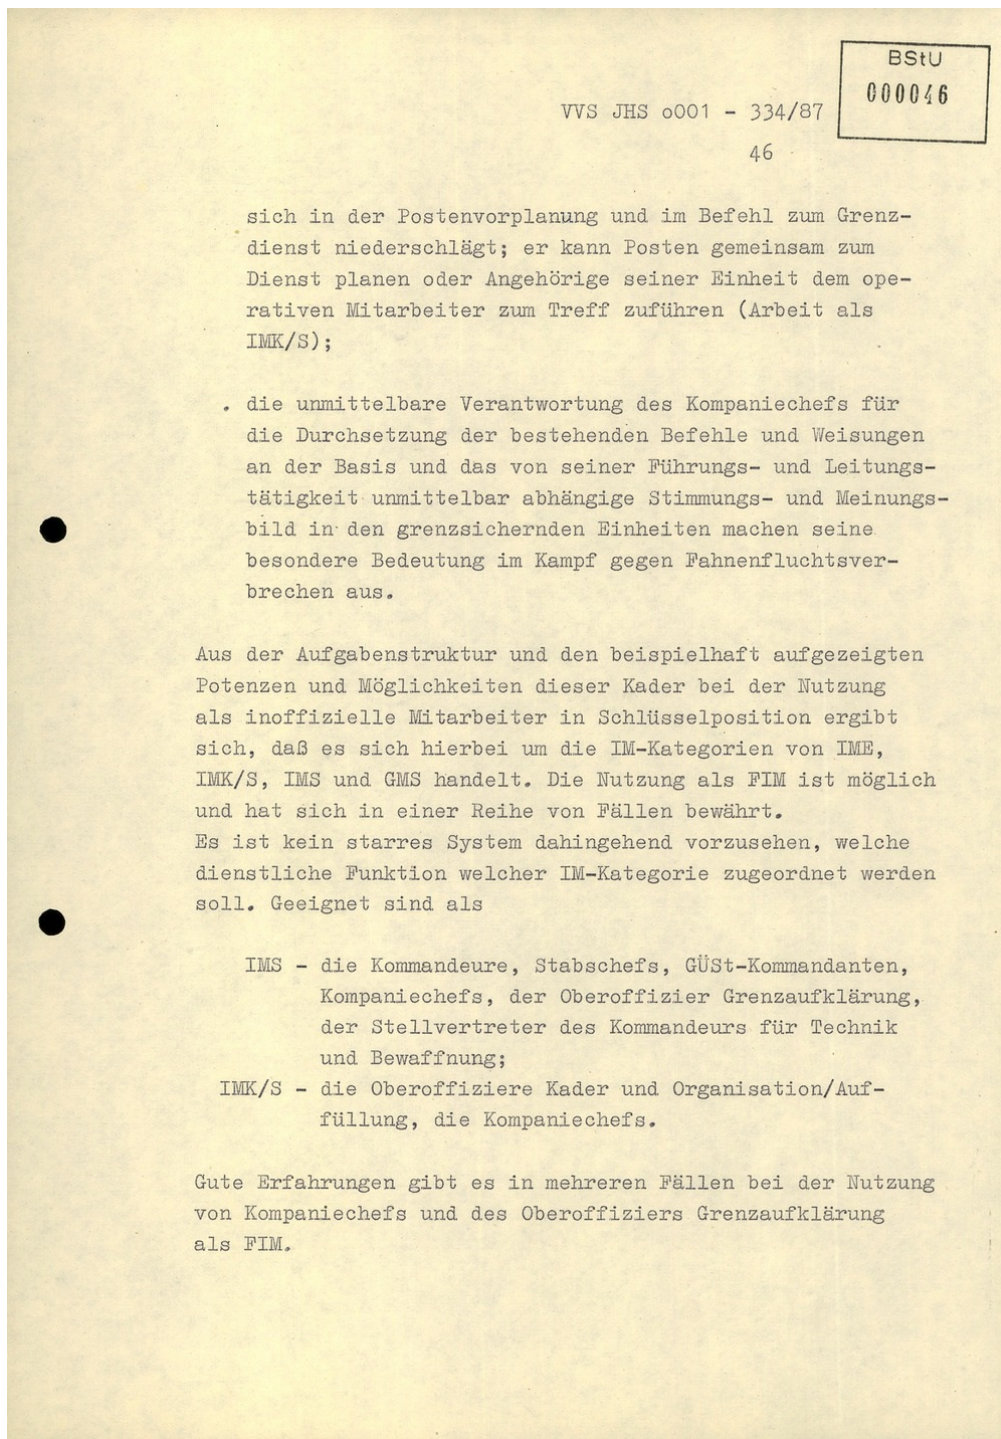 BStU
000046
VVS JHS o001 - 334/87
46
sich in der Postenvorplanung und im Befehl zum Grenz-
dienst niederschlägt; er kann Posten gemeinsam zum
Dienst planen oder Angehörige seiner Einheit dem ope-
rativen Mitarbeiter zum Treff zuführen (Arbeit als
IMK/S);
. die unmittelbare Verantwortung des Kompaniechefs für
die Durchsetzung der bestehenden Befehle und Weisungen
an der Basis und das von seiner Führungs- und Leitungs-
tätigkeit unmittelbar abhängige Stimmungs- und Meinungs-
bild in den grenzsichernden Einheiten machen seine
besondere Bedeutung im Kampf gegen Fahnenfluchtsver-
brechen aus.
Aus der Aufgabenstruktur und den beispielhaft aufgezeigten
Potenzen und Möglichkeiten dieser Kader bei der Nutzung
als inoffizielle Mitarbeiter in Schlüsselposition ergibt
sich, daß es sich hierbei um die IM-Kategorien von IME,
IMK/S, IMS und GMS handelt. Die Nutzung als FIM ist möglich
und hat sich in einer Reihe von Fällen bewährt.
Es ist kein starres System dahingehend vorzusehen, welche
dienstliche Funktion welcher IM-Kategorie zugeordnet werden
soll. Geeignet sind als
IMS - die Kommandeure, Stabschefs, GÜSt-Kommandanten,
Kompaniechefs, der Oberoffizier Grenzaufklärung,
der Stellvertreter des Kommandeurs für Technik
und Bewaffnung;
IMK/S - die Oberoffiziere Kader und Organisation/Auf-
füllung, die Kompaniechefs.
Gute Erfahrungen gibt es in mehreren Fällen bei der Nutzung
von Kompaniechefs und des Oberoffiziers Grenzaufklärung
als FIM.